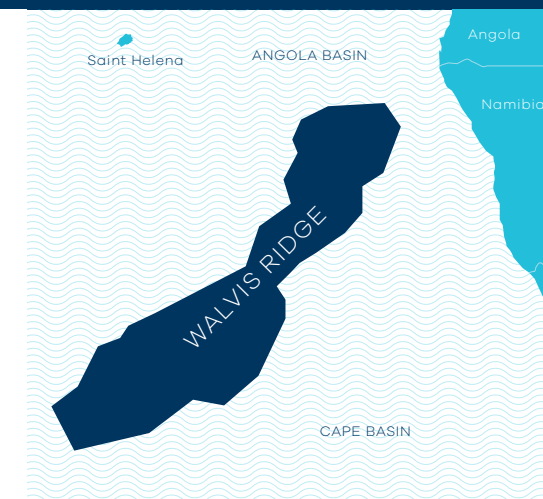 Angola
Saint Helena
ANGOLA BASIN
Namibia
WALVIS RIDGE
CAPE BASIN